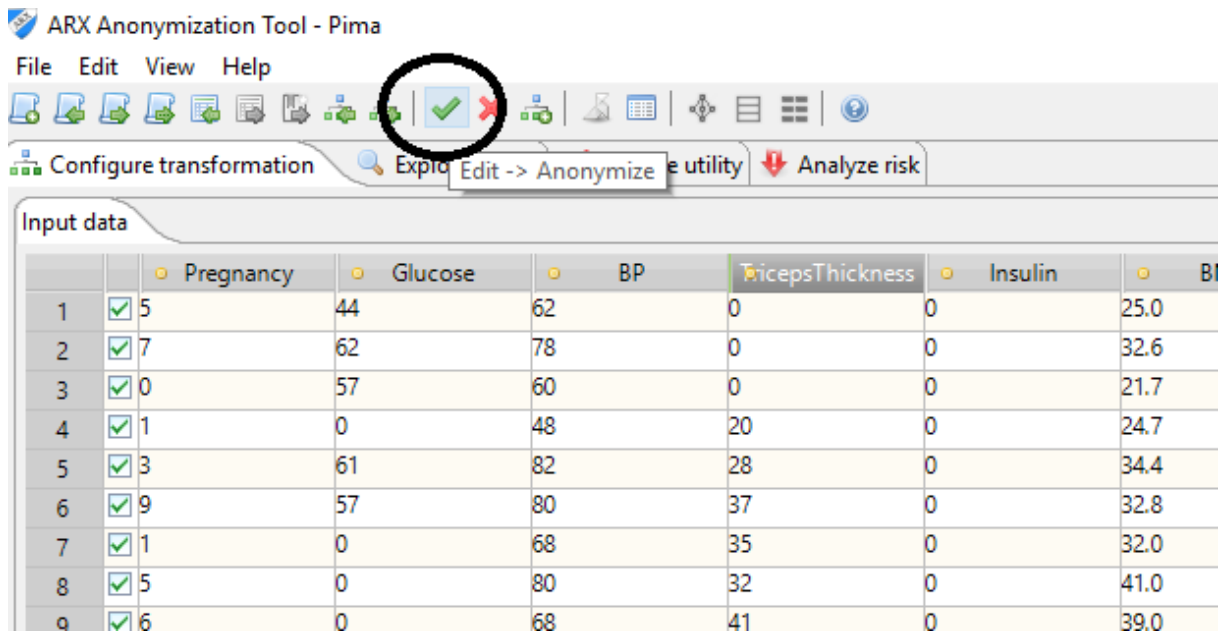 ARX Anonymization Tool - Pima
File Edit View Help
Configure transformation Edit -> Anonymize utility Analyze risk
Input data
Pregnancy Glucose BP TricepsThickness Insulin
1 5 44 62 0 0 25.0
2 7 62 78 0 0 32.6
3 0 57 60 0 0 21.7
4 1 0 48 20 0 24.7
5 3 61 82 28 0 34.4
6 9 57 80 37 0 32.8
7 1 0 68 35 0 32.0
8 5 0 80 32 0 41.0
9 6 0 68 41 0 39.0